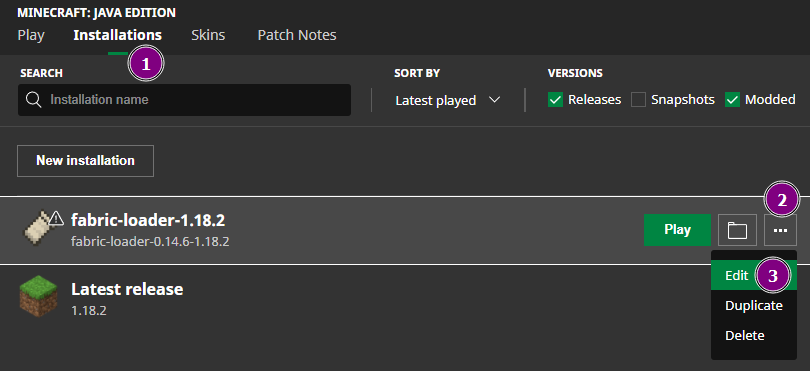 MINECRAFT: JAVA EDITION
Play Installations Skins Patch Notes
1
SEARCH SORT BY VERSIONS
Installation name Latest played Releases Snapshots Modded
New installation
2
fabric-loader-1.18.2
fabric-loader-0.14.6-1.18.2
Play ...
Edit 3
Latest release
1.18.2
Duplicate
Delete